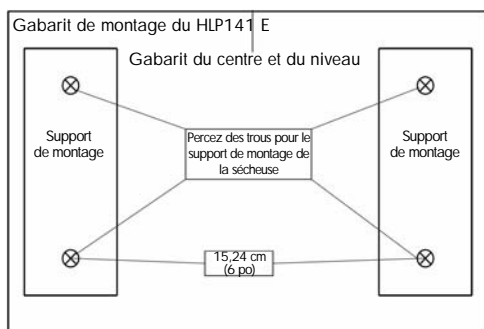 Gabarit de montage du HLP141 E
Gabarit du centre et du niveau
Support
de montage
Percez des trous pour le
support de montage de
la sécheuse
Support
de montage
15,24 cm
(6 po)